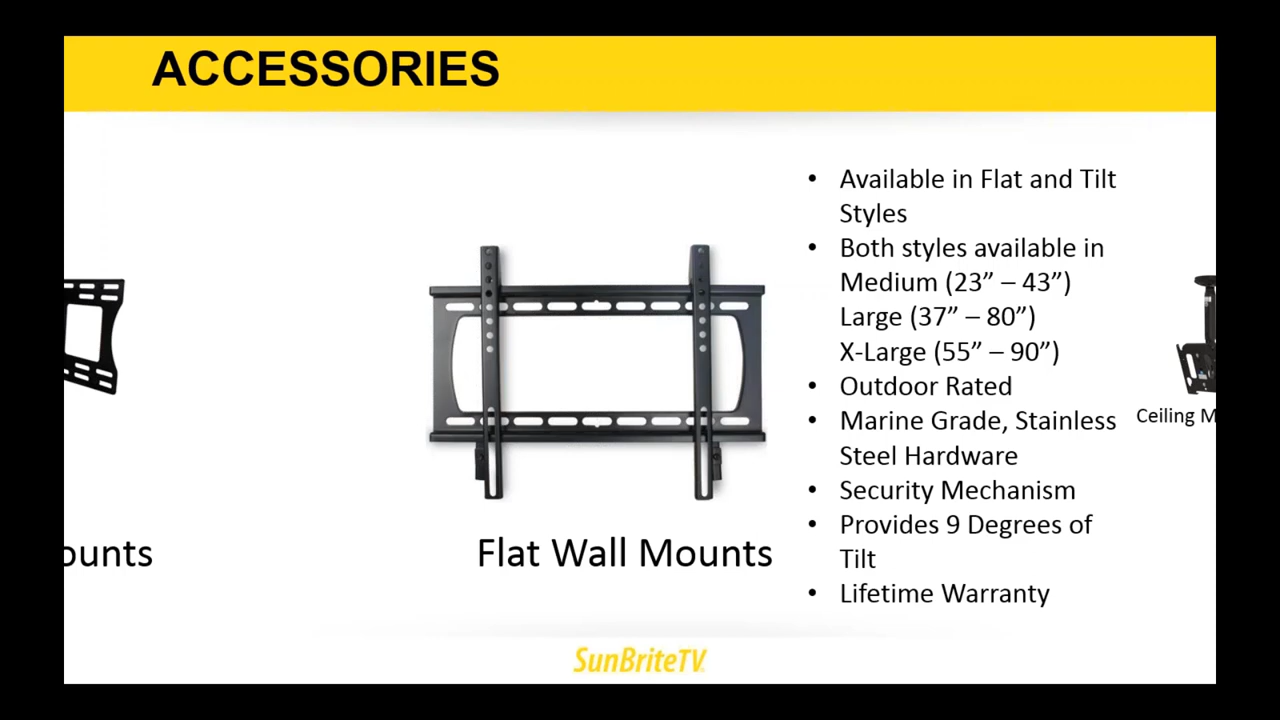 ACCESSORIES
Available in Flat and Tilt
Styles
Both styles available in
Medium (23” – 43”)
Large (37” – 80”)
X-Large (55” – 90”)
Outdoor Rated
Marine Grade, Stainless
Steel Hardware
Security Mechanism
Provides 9 Degrees of
Tilt
Lifetime Warranty
Ceiling M
ounts
Flat Wall Mounts
SunBriteTV